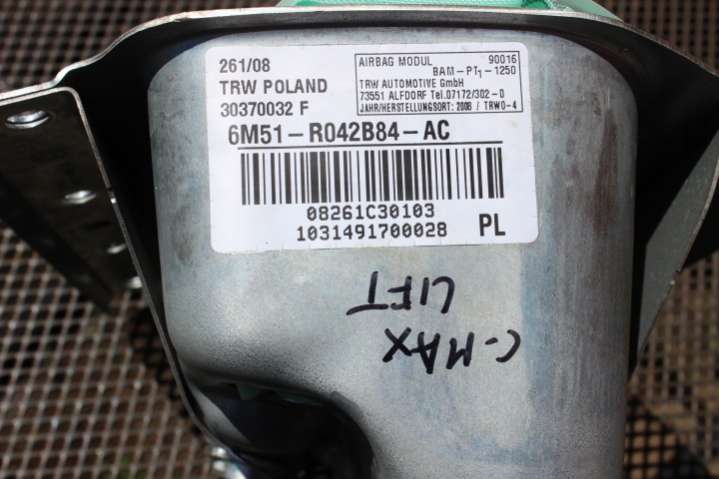 261/08
TRW POLAND
30370032 F
AIRBAG MODUL 90016
BAM-PT1-1250
TRW AUTOMOTIVE GmbH
73551 ALFDORF Tel.07172/302-0
JAHR/HERSTELLUNGSORT: 2008 / TRWO-4
6M51-R042B84-AC
08261C30103
1031491700028 PL
C-MAX
LIFT